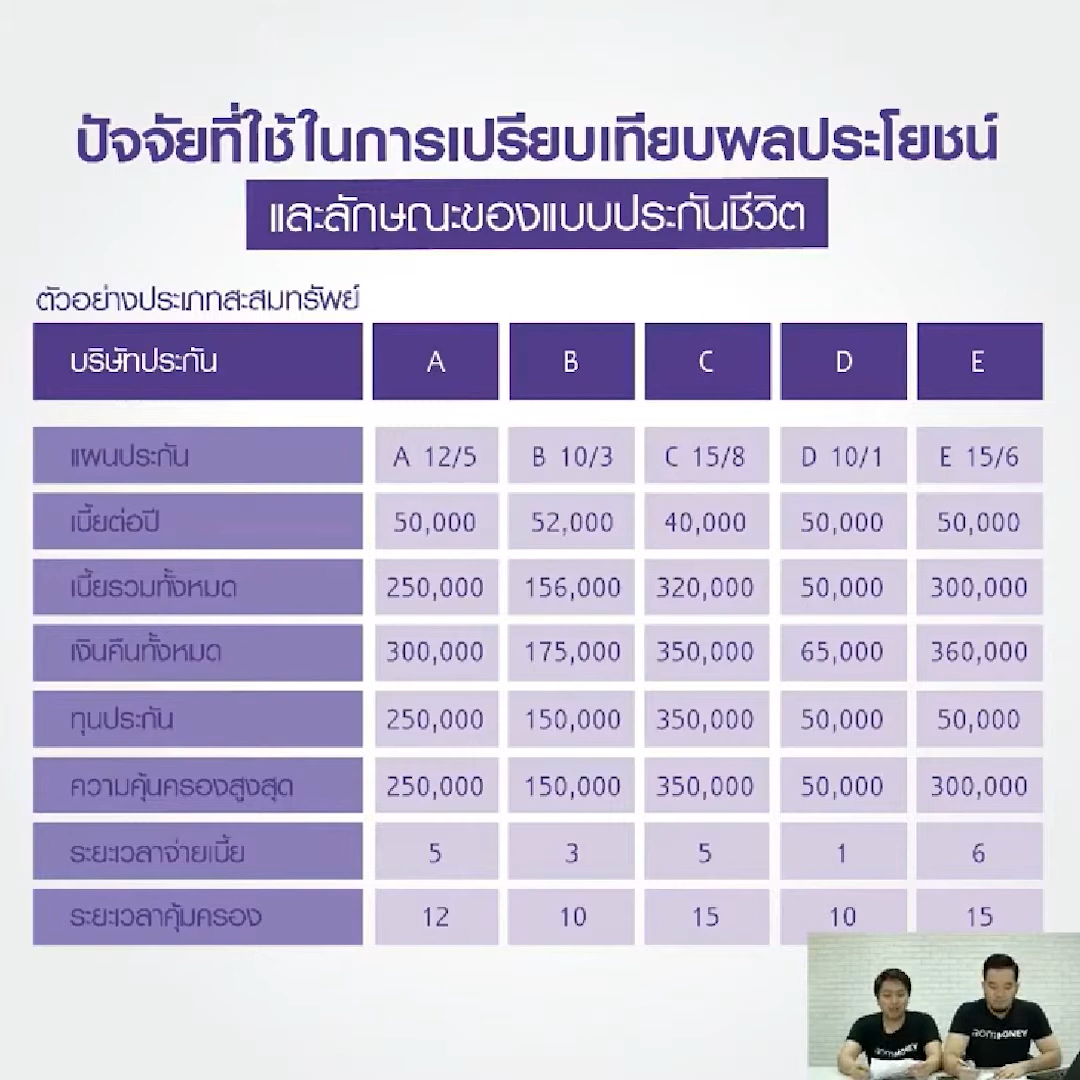 ปัจจัยที่ใช้ในการเปรียบเทียบผลประโยชน์
และลักษณะของแบบประกันชีวิต
ตัวอย่างประเภทสะสมทรัพย์
บริษัทประกัน A B C D E
แผนประกัน A 12/5 B 10/3 C 15/8 D 10/1 E 15/6
เบี้ยต่อปี 50,000 52,000 40,000 50,000 50,000
เบี้ยรวมทั้งหมด 250,000 156,000 320,000 50,000 300,000
เงินคืนทั้งหมด 300,000 175,000 350,000 65,000 360,000
ทุนประกัน 250,000 150,000 350,000 50,000 50,000
ความคุ้นครองสูงสุด 250,000 150,000 350,000 50,000 300,000
ระยะเวลาจ่ายเบี้ย 5 3 5 1 6
ระยะเวลาคุ้มครอง 12 10 15 10 15